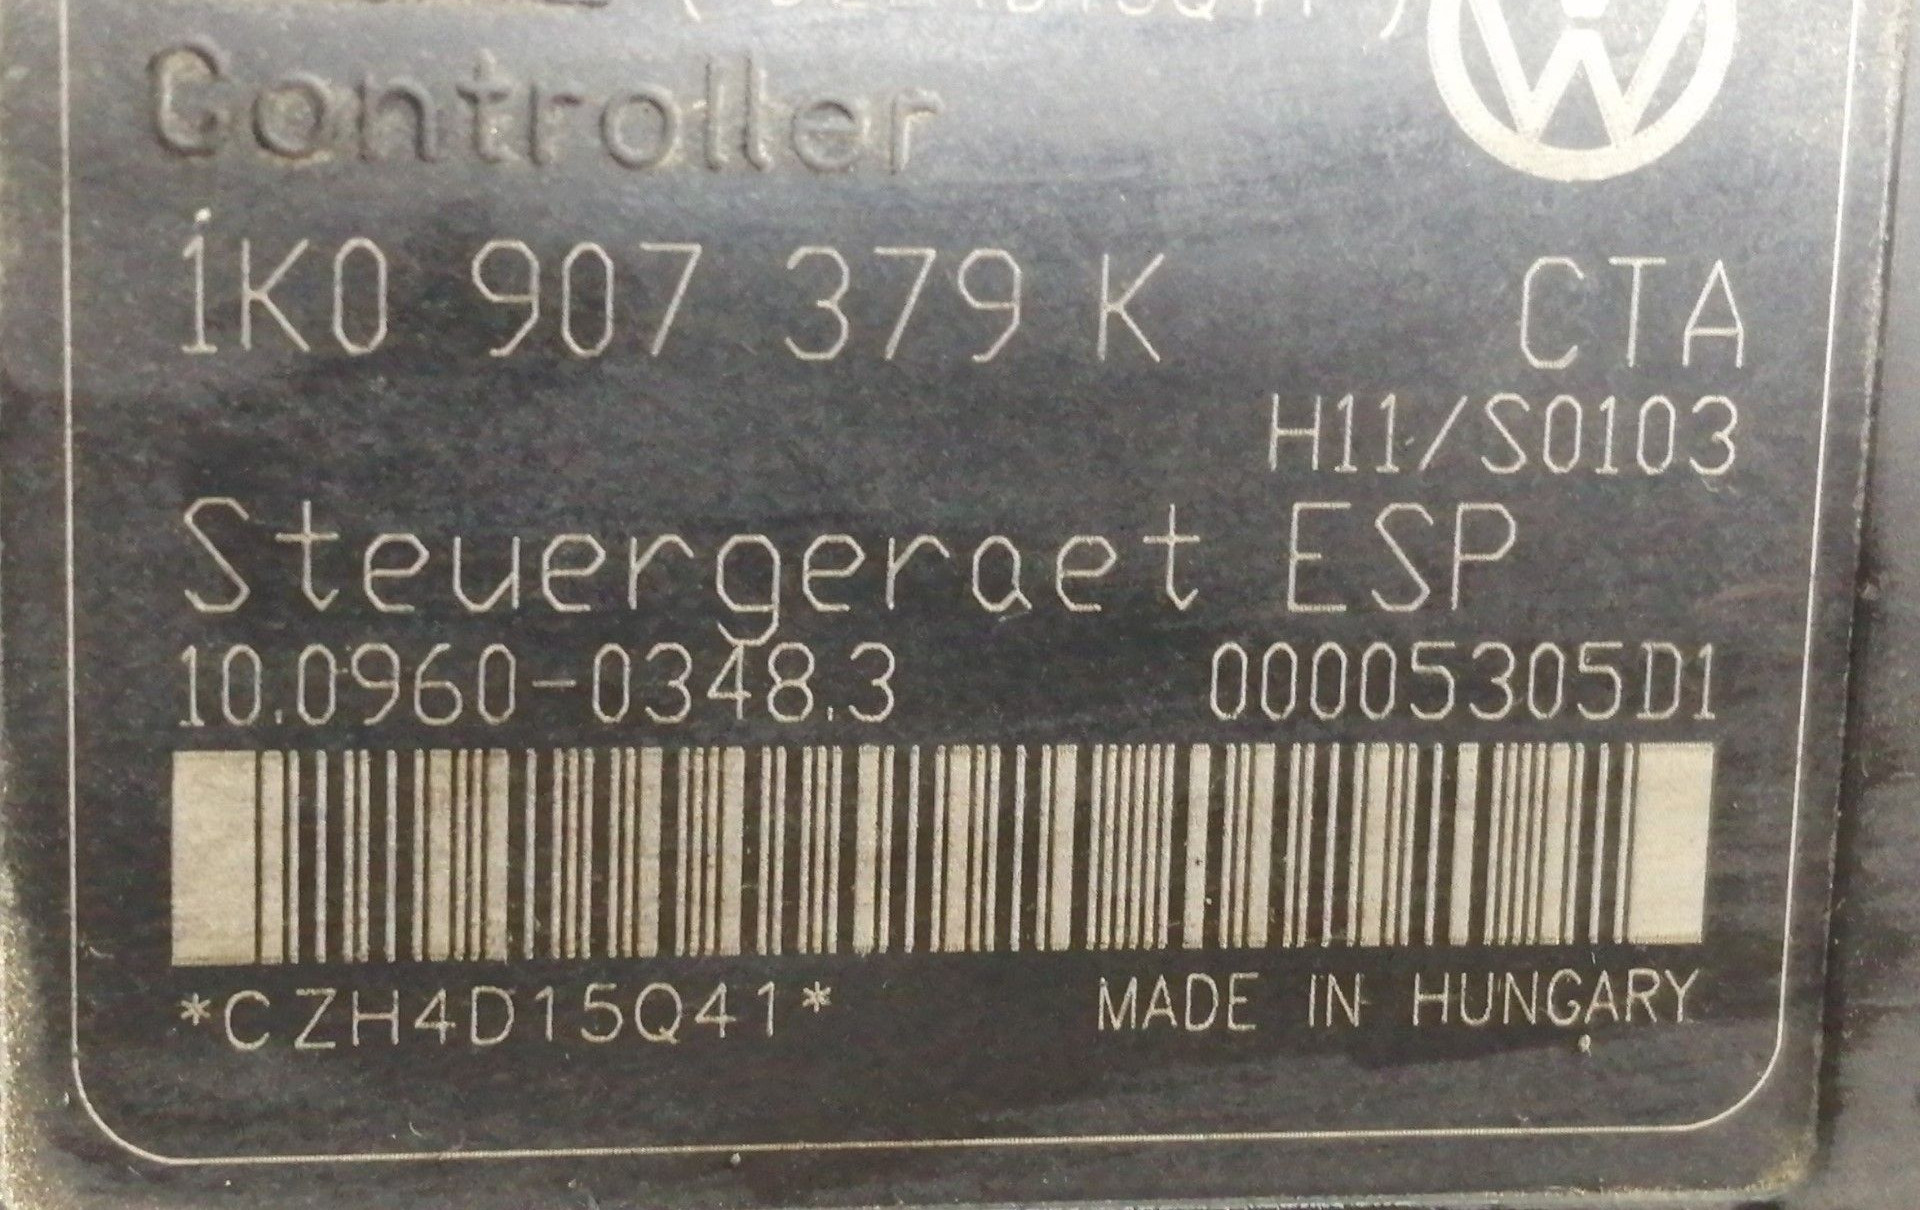 Controller
1K0 907 379 K CTA
H11/S0103
Steuergeraet ESP
10.0960-0348.3 00005305D1
*CZH4D15Q41* MADE IN HUNGARY